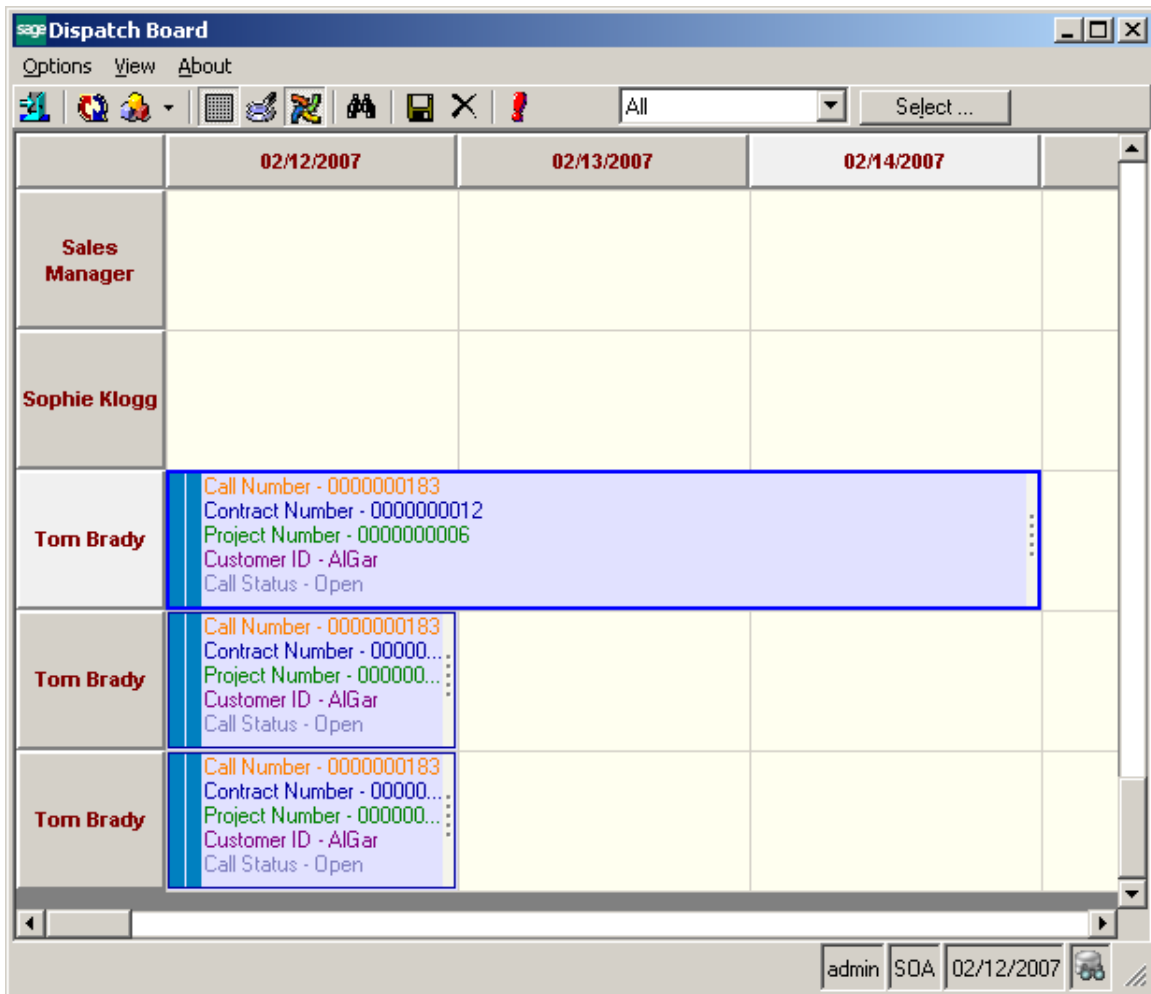 sage Dispatch Board
Options View About
All Select ...
02/12/2007 02/13/2007 02/14/2007
Sales
Manager
Sophie Klogg
Tom Brady
Call Number - 0000000183
Contract Number - 0000000012
Project Number - 0000000006
Customer ID - AlGar
Call Status - Open
Tom Brady
Call Number - 0000000183
Contract Number - 00000...
Project Number - 000000...
Customer ID - AlGar
Call Status - Open
Tom Brady
Call Number - 0000000183
Contract Number - 00000...
Project Number - 000000...
Customer ID - AlGar
Call Status - Open
admin SOA 02/12/2007